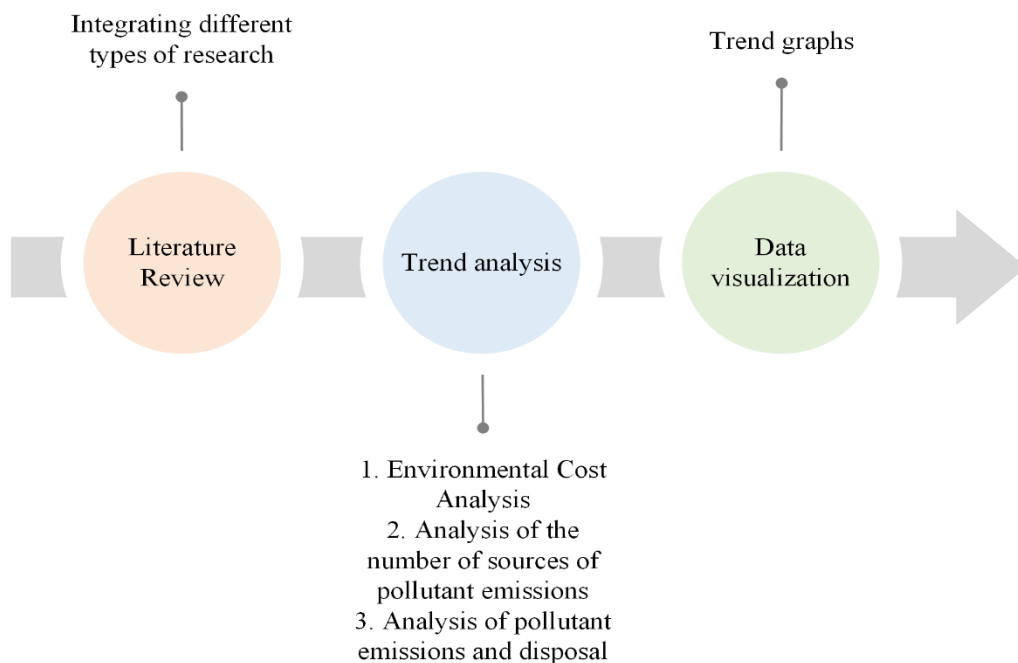 Integrating different
types of research
Trend graphs
Literature
Review
Trend analysis
Data
visualization
1. Environmental Cost
Analysis
2. Analysis of the
number of sources of
pollutant emissions
3. Analysis of pollutant
emissions and disposal